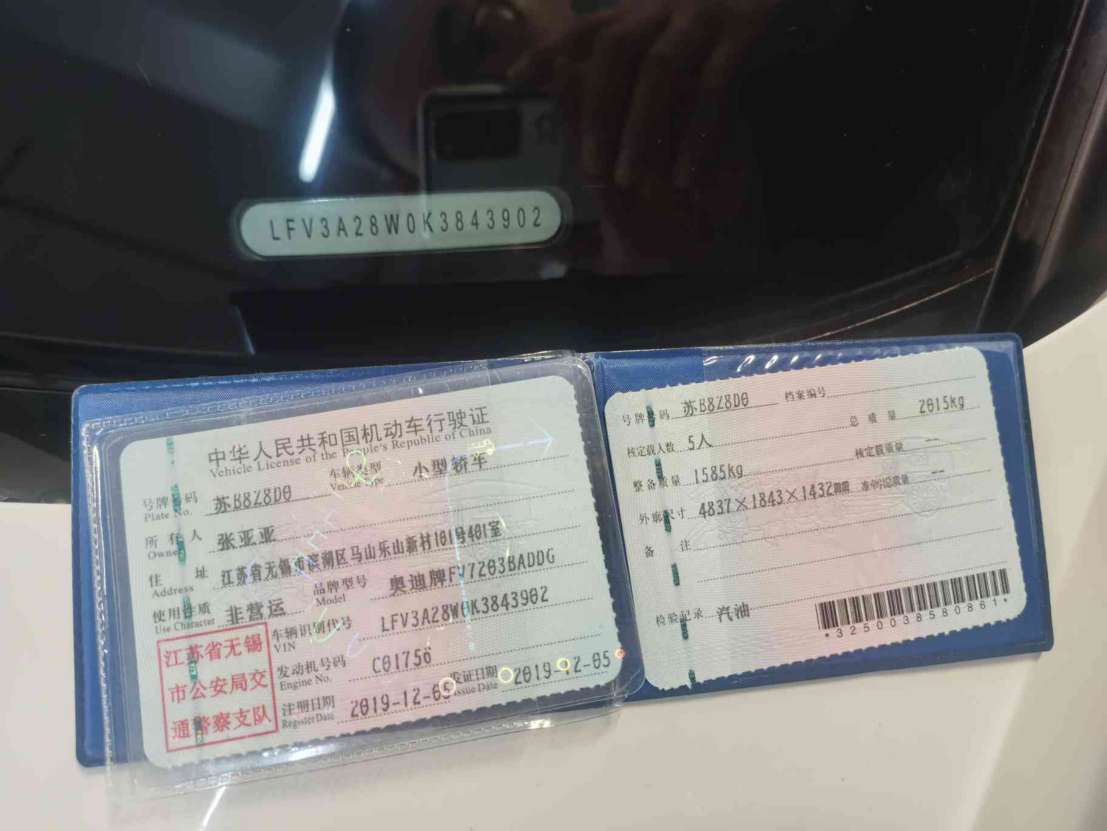 LFV3A28W0K3843902
中华人民共和国机动车行驶证
Vehicle License of the People's Republic of China
号牌号码 苏B8Z8D0 车辆类型 小型轿车
Plate No. Vehicle Type
所有人 张亚亚
Owner
住址 江苏省无锡市滨湖区马山乐山新村101号401室
Address
使用性质 非营运 品牌型号 奥迪牌FV7203BADDG
Use Character Model
江苏省无锡
市公安局交
通警察支队
车辆识别代号 LFV3A28W0K3843902
VIN
发动机号码 C01756
Engine No.
注册日期 2019-12-05 发证日期 2019-12-05
Register Date Issue Date
号牌号码 苏B8Z8D0 档案编号
核定载人数 5人 总质量 2015kg
整备质量 1585kg 核定载质量 --
外廓尺寸 4837×1843×1432mm 准牵引总质量 --
备注
检验记录 汽油
*3250038580861*